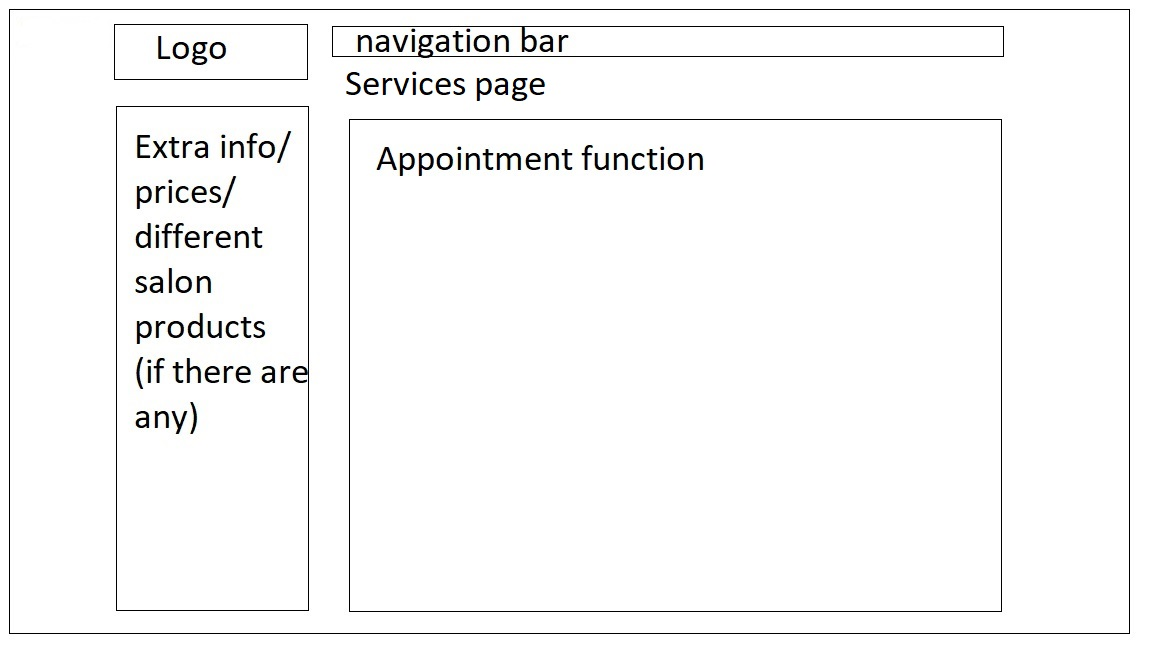 Logo
navigation bar
Services page
Extra info/
prices/
different
salon
products
(if there are
any)
Appointment function